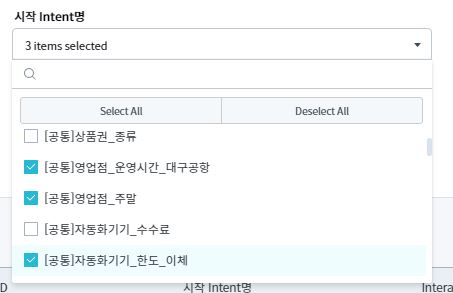 시작 Intent명
3 items selected
Select All Deselect All
[공통]상품권_종류
[공통]영업점_운영시간_대구공항
[공통]영업점_주말
[공통]자동화기기_수수료
[공통]자동화기기_한도_이체
D 시작 Intent명 Intera